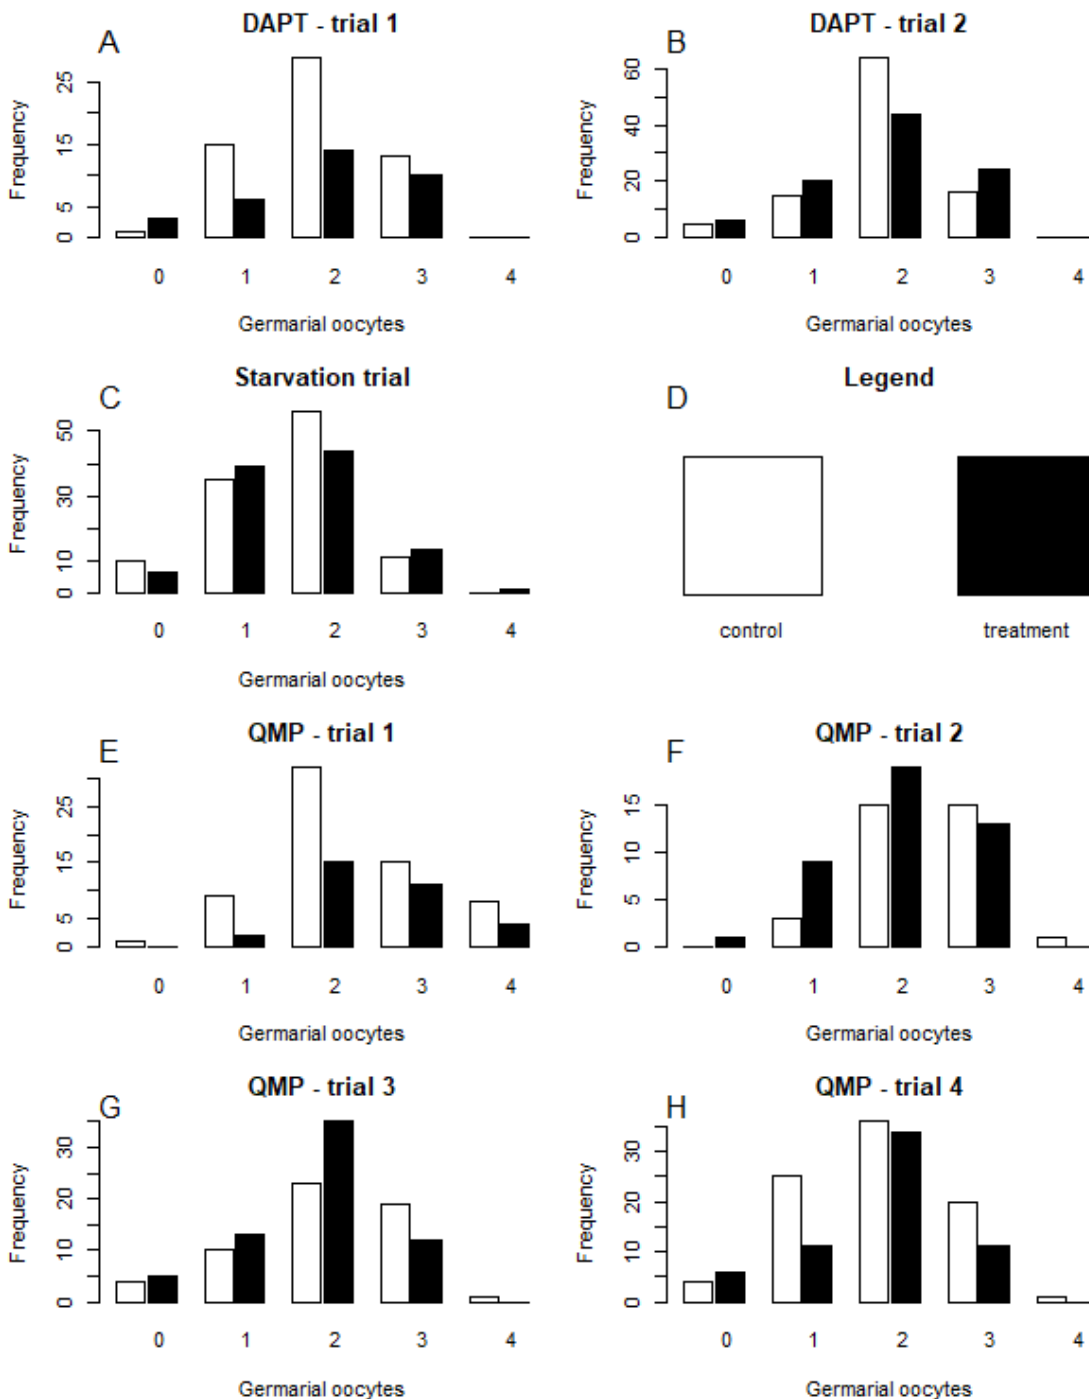 A
DAPT - trial 1
Frequency
25
15
5
0
0 1 2 3 4
Germarial oocytes
B
DAPT - trial 2
Frequency
60
40
20
0
0 1 2 3 4
Germarial oocytes
C
Starvation trial
Frequency
50
30
10
0
0 1 2 3 4
Germarial oocytes
D
Legend
control treatment
E
QMP - trial 1
Frequency
25
15
5
0
0 1 2 3 4
Germarial oocytes
F
QMP - trial 2
Frequency
15
10
5
0
0 1 2 3 4
Germarial oocytes
G
QMP - trial 3
Frequency
30
20
10
0
0 1 2 3 4
Germarial oocytes
H
QMP - trial 4
Frequency
30
20
10
0
0 1 2 3 4
Germarial oocytes